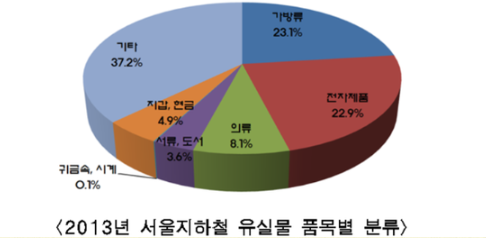 가방류
23.1%
전자제품
22.9%
의류
8.1%
서류, 도서
3.6%
귀금속, 시계
0.1%
지갑, 현금
4.9%
기타
37.2%
<2013년 서울지하철 유실물 품목별 분류>